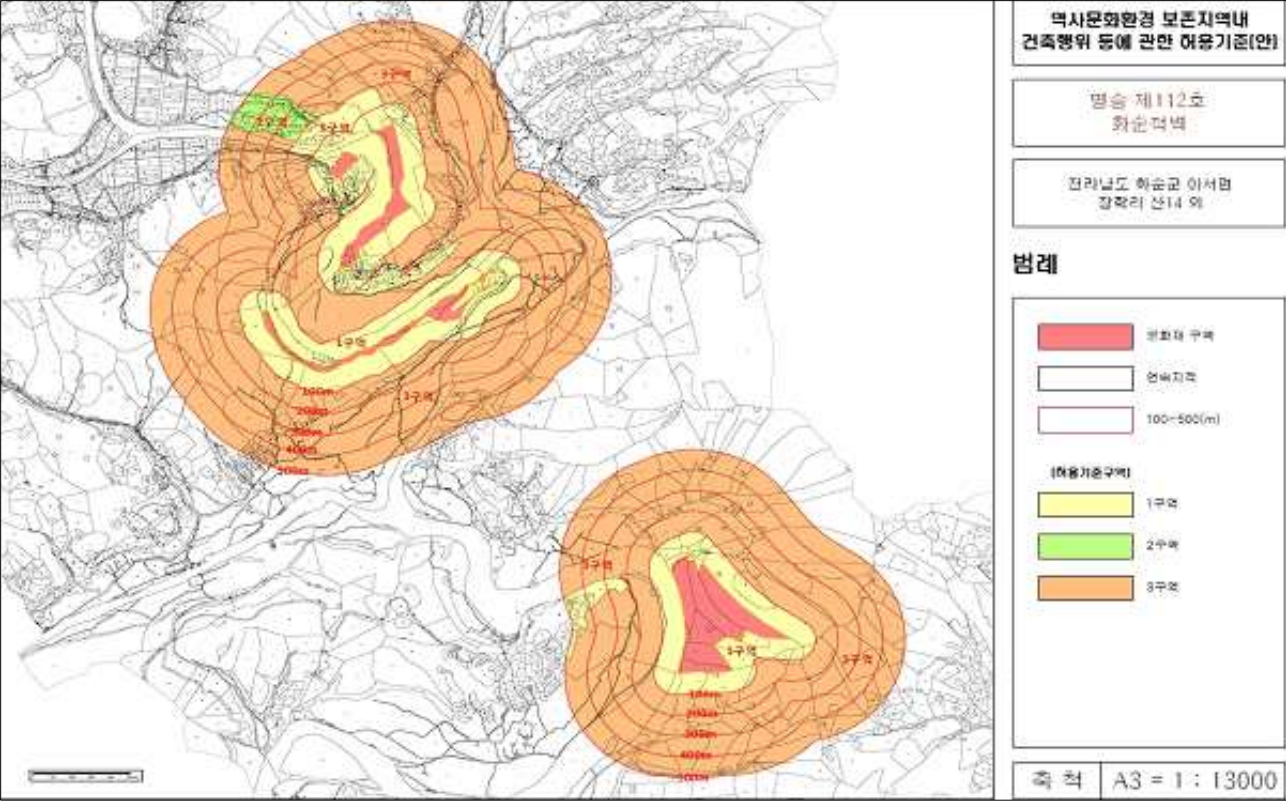 역사문화환경 보존지역내
건축행위 등에 관한 허용기준(안)
명승 제112호
화순적벽
전라남도 화순군 이서면
장학리 산14 외
범례
문화재 구역
연속지적
100~500(m)
(허용기준구역)
1구역
2구역
3구역
축 척
A3 = 1 : 13000
3구역
2구역
1구역
1구역
3구역
100m
200m
300m
400m
500m
3구역
1구역
3구역
100m
200m
300m
400m
500m